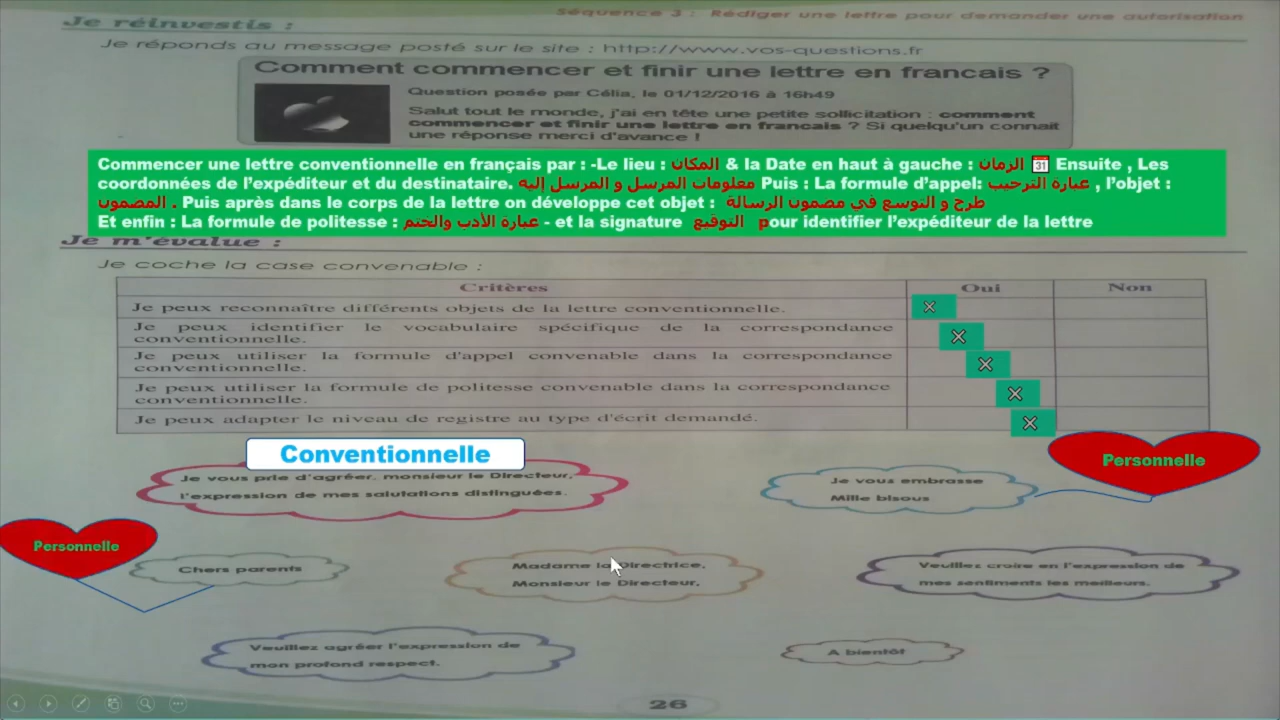 Séquence 3 : Rédiger une lettre pour demander une autorisation
Je réinvestis :
Je réponds au message posté sur le site : http://www.vos-questions.fr
Comment commencer et finir une lettre en francais ?
Question posée par Célia, le 01/12/2016 à 16h49
Salut tout le monde, j'ai en tête une petite sollicitation : comment
commencer et finir une lettre en francais ? Si quelqu'un connait
une réponse merci d'avance !
Commencer une lettre conventionnelle en français par : -Le lieu : المكان & la Date en haut à gauche : الزمان 31 Ensuite , Les
coordonnées de l'expéditeur et du destinataire. معلومات المرسل و المرسل إليه Puis : La formule d'appel: عبارة الترحيب , l'objet :
المضمون . Puis après dans le corps de la lettre on développe cet objet : طرح و التوسع في مضمون الرسالة
Et enfin : La formule de politesse : عبارة الأدب والختم - et la signature التوقيع pour identifier l'expéditeur de la lettre
Je m'évalue :
Je coche la case convenable :
Critères Oui Non
Je peux reconnaître différents objets de la lettre conventionnelle.
Je peux identifier le vocabulaire spécifique de la correspondance
conventionnelle.
Je peux utiliser la formule d'appel convenable dans la correspondance
conventionnelle.
Je peux utiliser la formule de politesse convenable dans la correspondance
conventionnelle.
Je peux adapter le niveau de registre au type d'écrit demandé.
Conventionnelle
Je vous prie d'agréer, monsieur le Directeur,
l'expression de mes salutations distinguées.
Je vous embrasse
Mille bisous
Personnelle
Personnelle
Chers parents
Madame la Directrice,
Monsieur le Directeur,
Veuillez croire en l'expression de
mes sentiments les meilleurs.
Veuillez agréer l'expression de
mon profond respect.
A bientôt
26